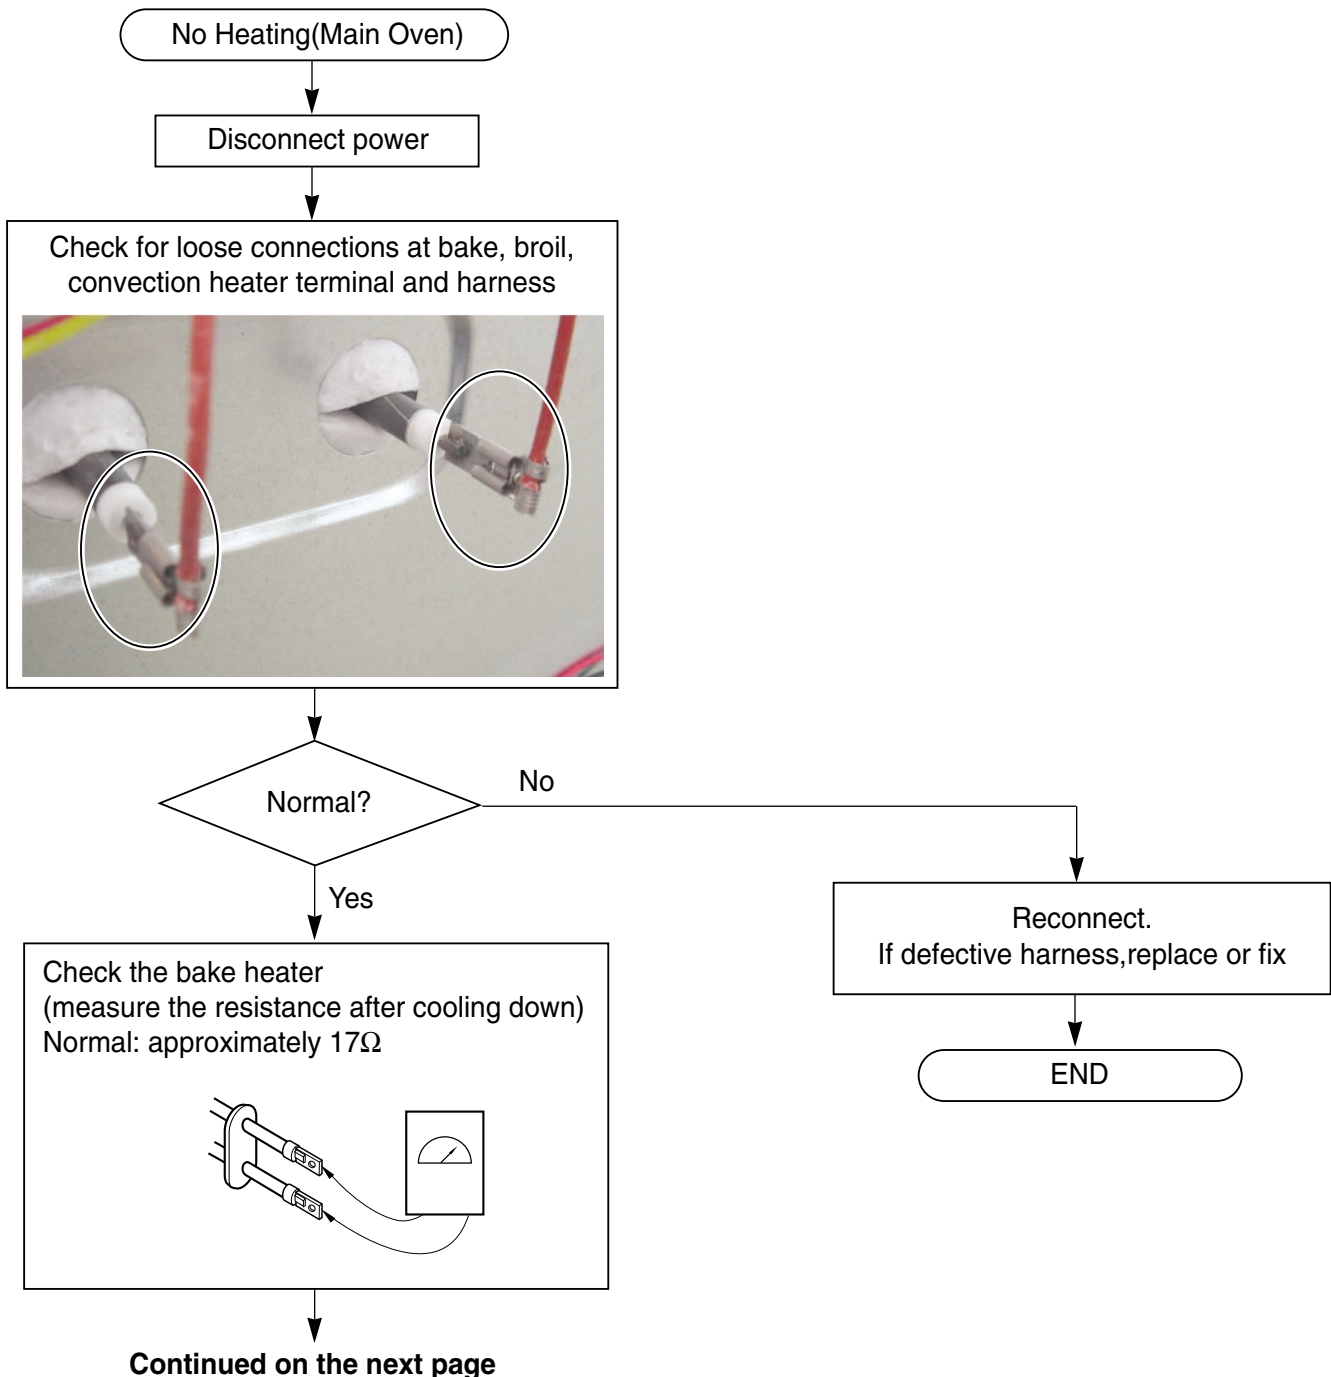 No Heating(Main Oven)
Disconnect power
Check for loose connections at bake, broil,
convection heater terminal and harness
Normal?
No
Yes
Reconnect.
If defective harness,replace or fix
END
Check the bake heater
(measure the resistance after cooling down)
Normal: approximately 17Ω
Continued on the next page